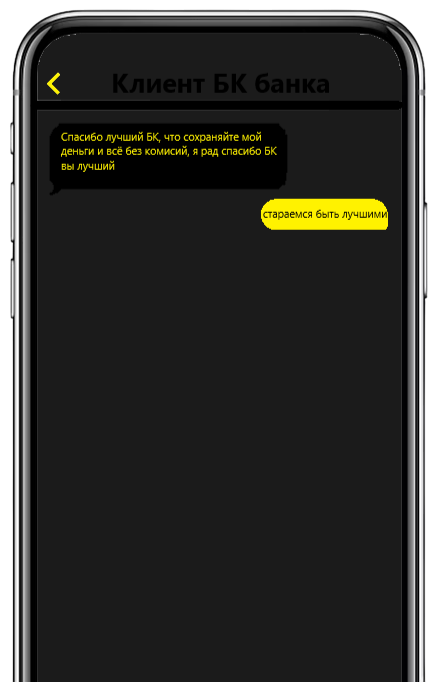 Клиент БК банка
Спасибо лучший БК, что сохраняйте мой
деньги и всё без комисий, я рад спасибо БК
вы лучший
стараемся быть лучшими